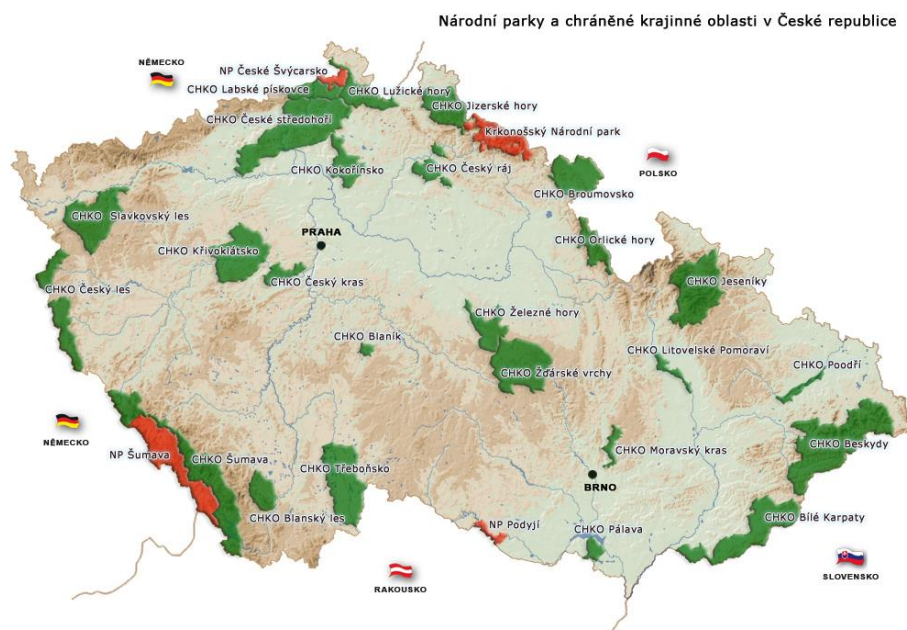 Národní parky a chráněné krajinné oblasti v České republice
NĚMECKO
NP České Švýcarsko
CHKO Labské pískovce
CHKO Lužické hory
CHKO Jizerské hory
CHKO České středohoří
Krkonošský Národní park
CHKO Kokořínsko
CHKO Český ráj
POLSKO
CHKO Broumovsko
CHKO Slavkovský les
PRAHA
CHKO Křivoklátsko
CHKO Orlické hory
CHKO Český les
CHKO Český kras
CHKO Jeseníky
CHKO Železné hory
CHKO Blaník
CHKO Litovelské Pomoraví
CHKO Poodří
CHKO Žďárské vrchy
NĚMECKO
NP Šumava
CHKO Šumava
CHKO Třeboňsko
CHKO Moravský kras
CHKO Beskydy
BRNO
CHKO Blanský les
NP Podyjí
CHKO Pálava
CHKO Bílé Karpaty
RAKOUSKO
SLOVENSKO